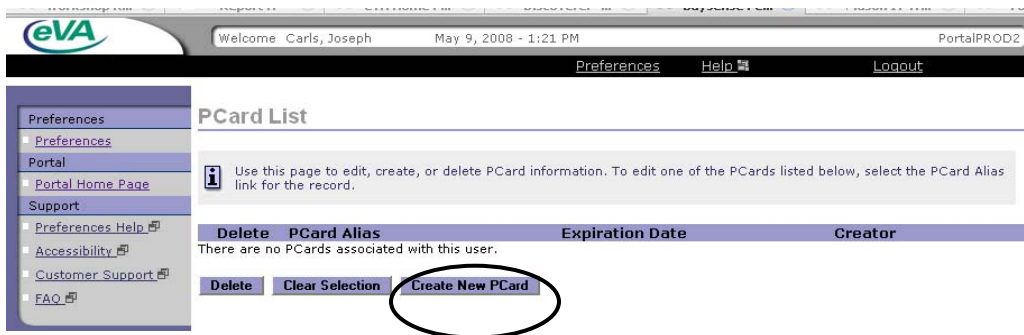 eVA
Welcome Carls, Joseph May 9, 2008 - 1:21 PM PortalPROD2
Preferences Help Logout
Preferences
Preferences
Portal
Portal Home Page
Support
Preferences Help
Accessibility
Customer Support
FAQ
PCard List
Use this page to edit, create, or delete PCard information. To edit one of the PCards listed below, select the PCard Alias
link for the record.
Delete PCard Alias Expiration Date Creator
There are no PCards associated with this user.
Delete Clear Selection Create New PCard